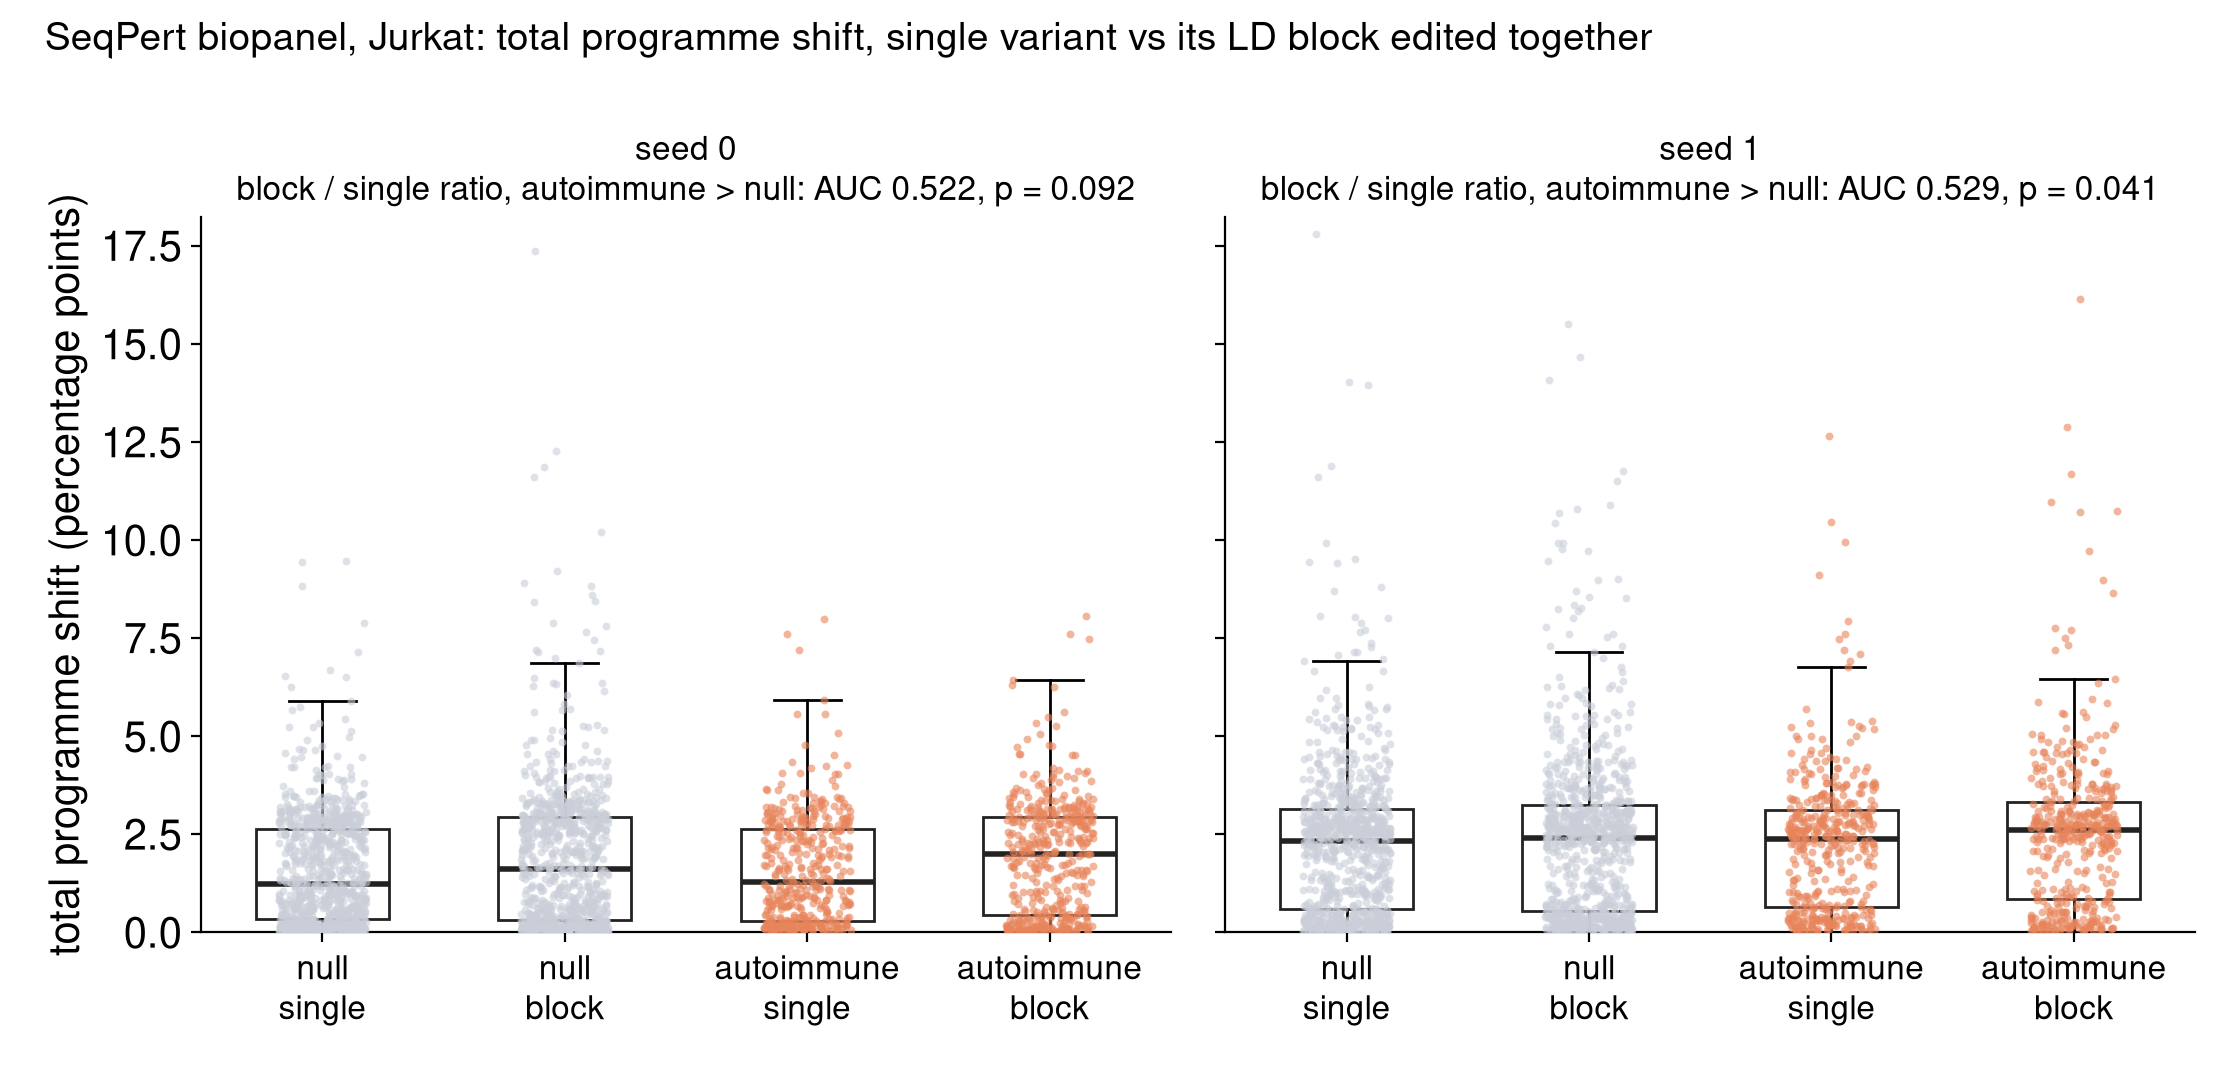 SeqPert biopanel, Jurkat: total programme shift, single variant vs its LD block edited together
seed 0
block / single ratio, autoimmune > null: AUC 0.522, p = 0.092
seed 1
block / single ratio, autoimmune > null: AUC 0.529, p = 0.041
total programme shift (percentage points)
17.5
15.0
12.5
10.0
7.5
5.0
2.5
0.0
null
single
null
block
autoimmune
single
autoimmune
block
null
single
null
block
autoimmune
single
autoimmune
block